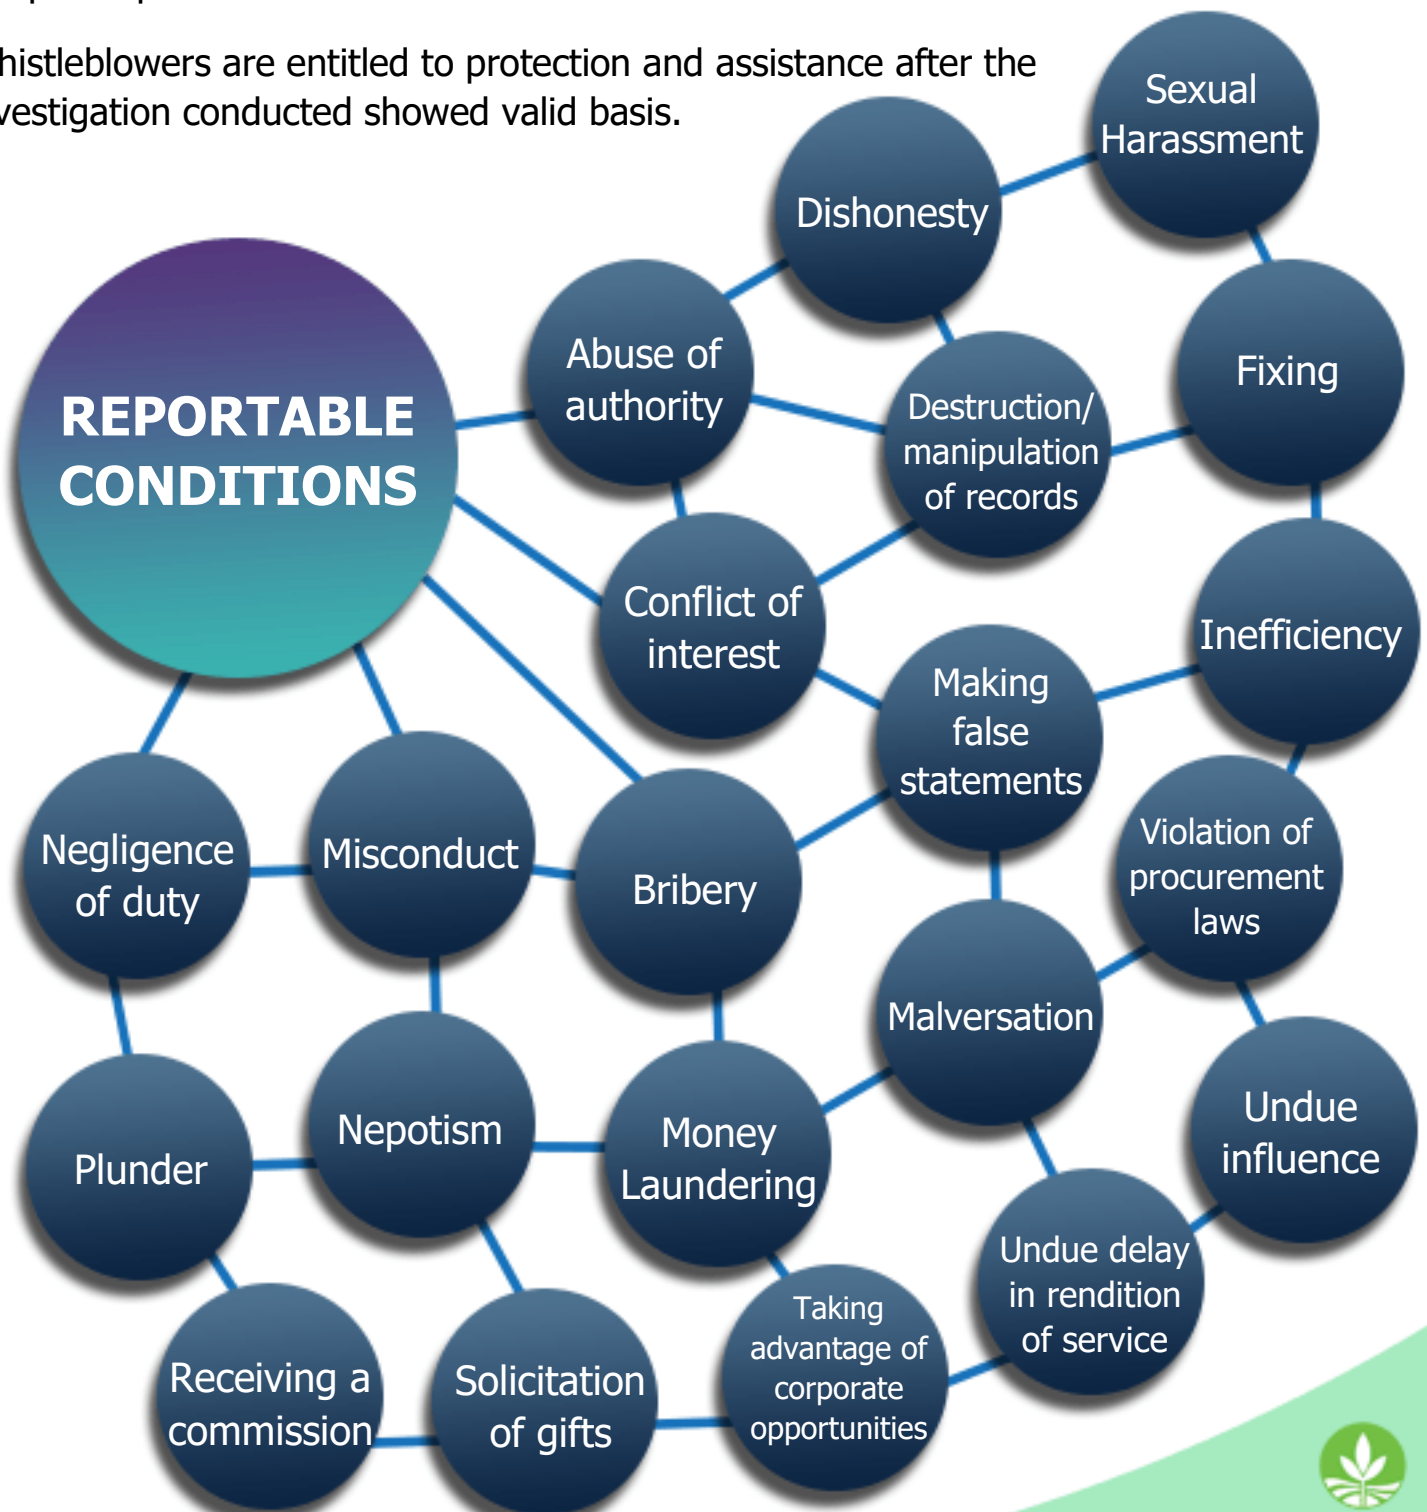 histleblowers are entitled to protection and assistance after the
vestigation conducted showed valid basis.
Sexual
Harassment
Dishonesty
Abuse of
authority
Fixing
REPORTABLE
CONDITIONS
Destruction/
manipulation
of records
Conflict of
interest
Inefficiency
Making
false
statements
Negligence
of duty
Misconduct
Bribery
Violation of
procurement
laws
Malversation
Plunder
Nepotism
Money
Laundering
Undue
influence
Undue delay
in rendition
of service
Receiving a
commission
Solicitation
of gifts
Taking
advantage of
corporate
opportunities